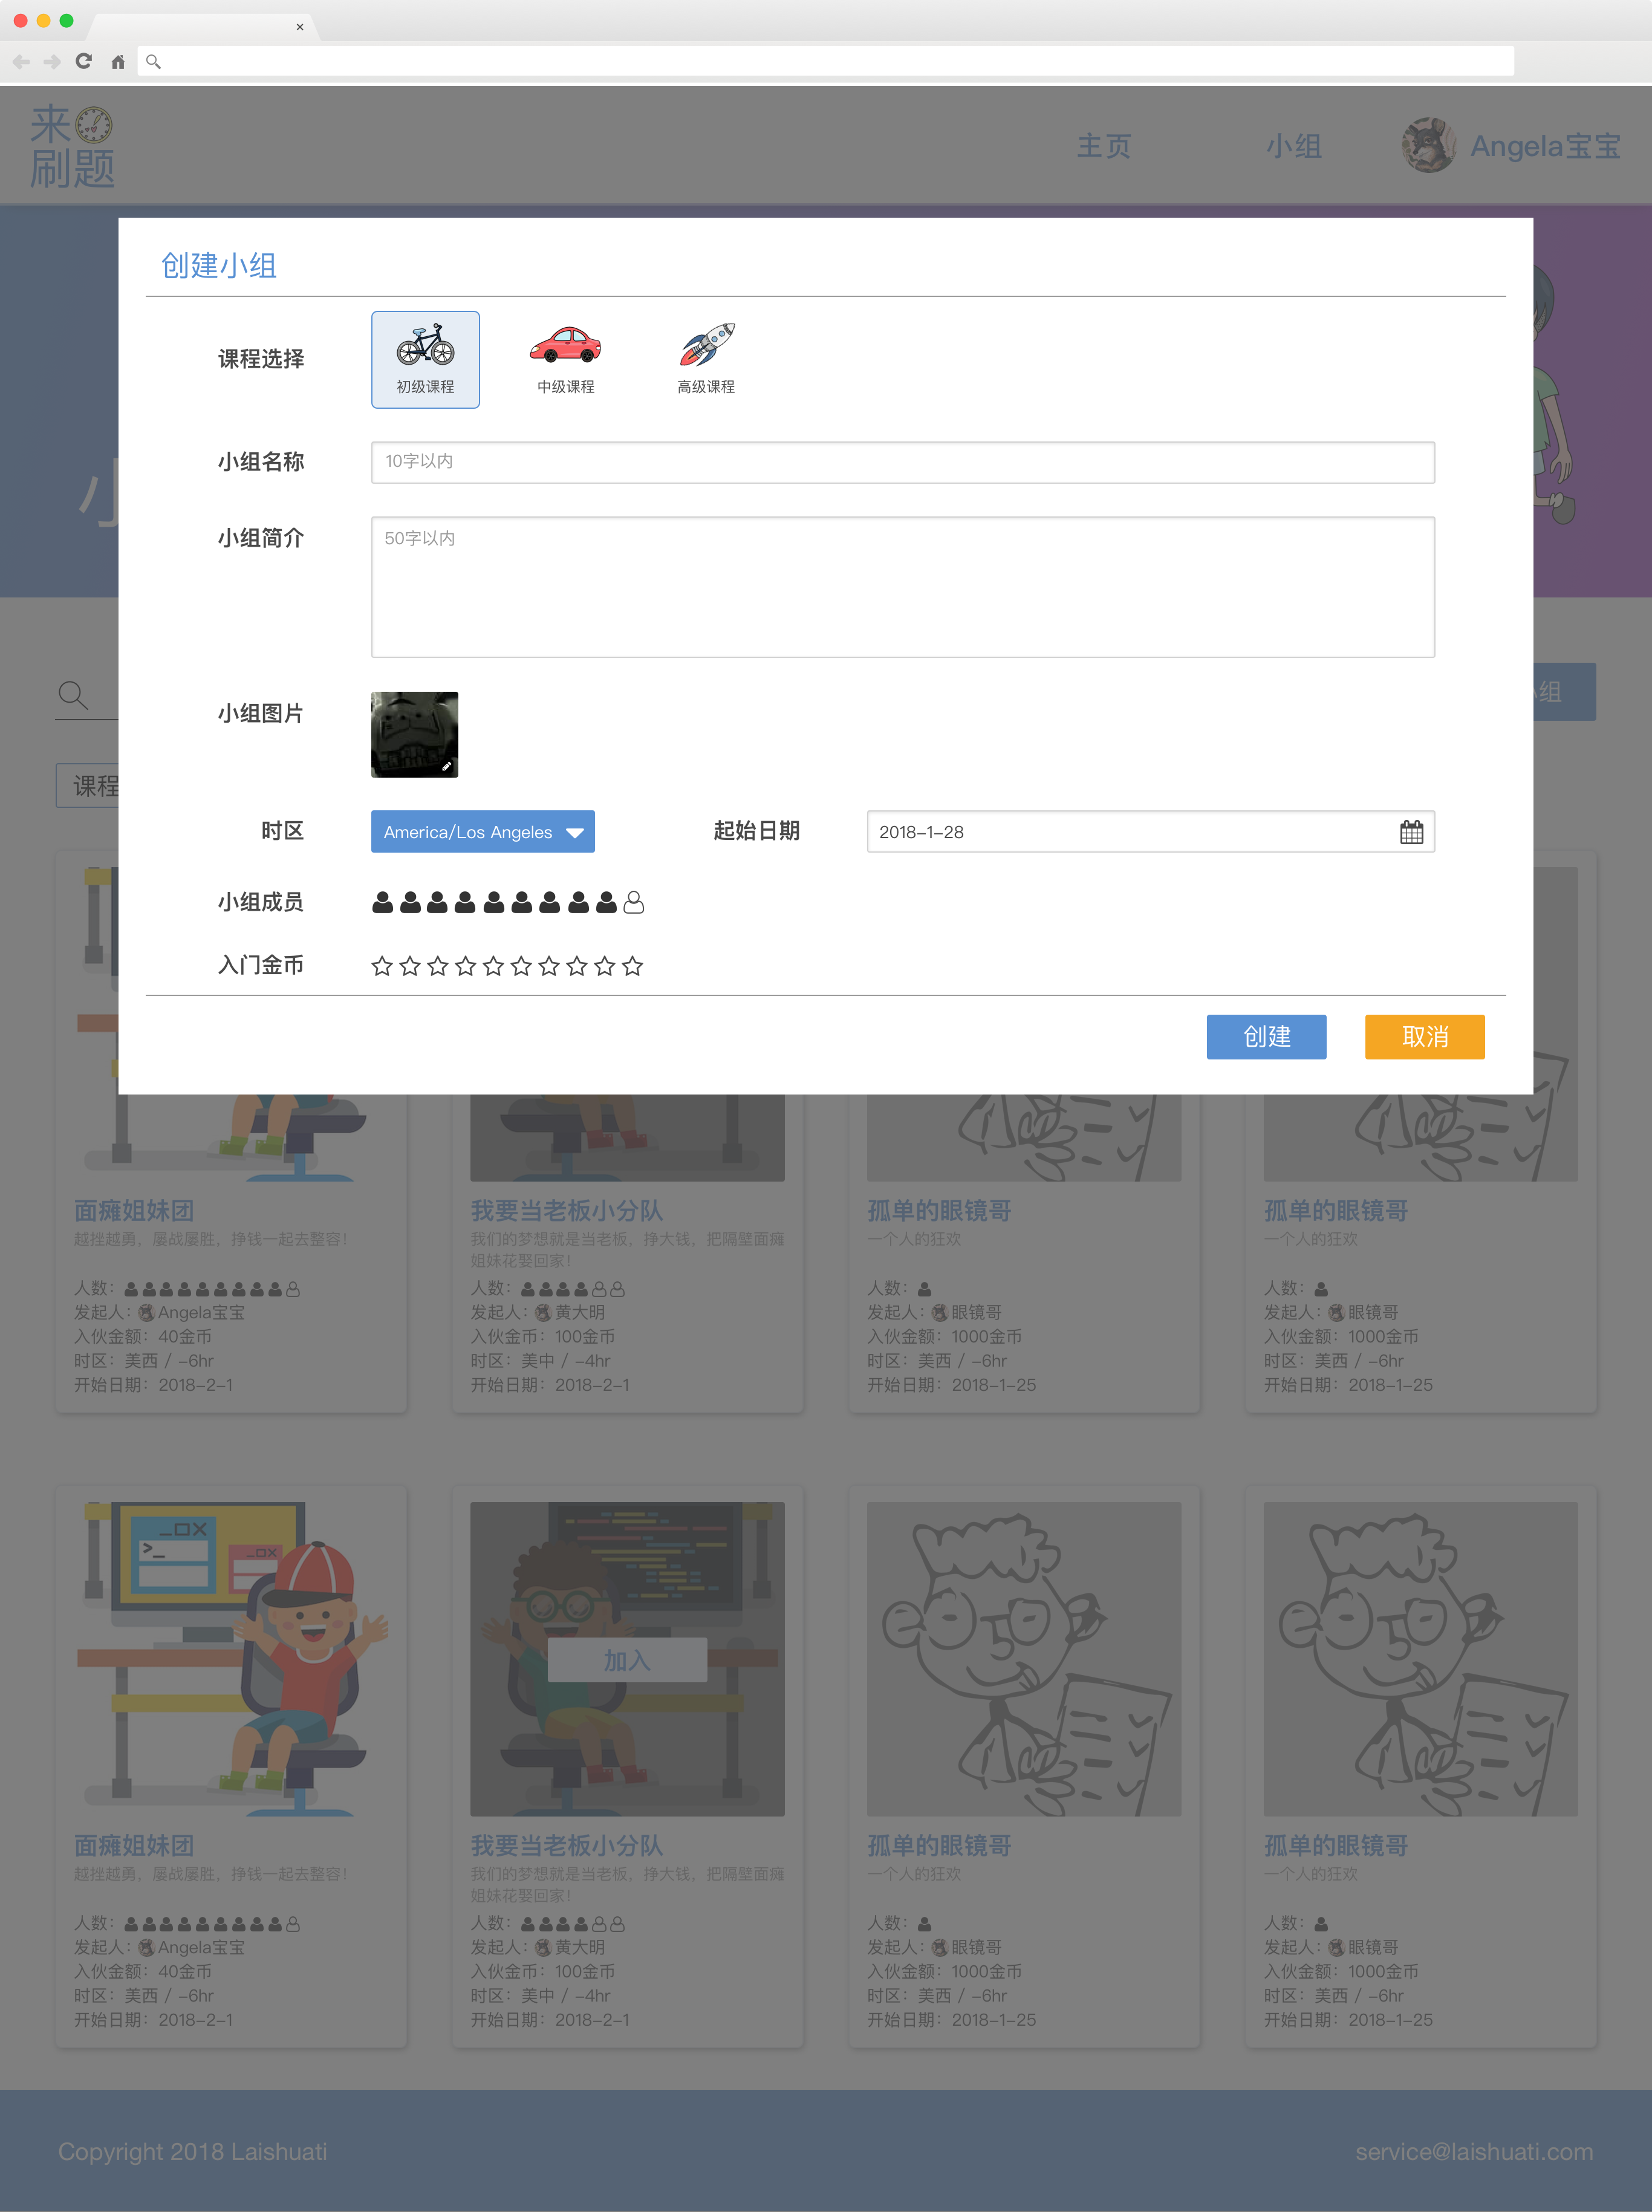 来
刷题
主页
小组
Angela宝宝
创建小组
课程选择
初级课程
中级课程
高级课程
小组名称
10字以内
小
小组简介
50字以内
小组图片
小组
课程
时区
America/Los Angeles
起始日期
2018-1-28
小组成员
入门金币
创建
取消
面瘫姐妹团
越挫越勇，屡战屡胜，挣钱一起去整容！
人数：
发起人：Angela宝宝
入伙金额：40金币
时区：美西 / -6hr
开始日期：2018-2-1
我要当老板小分队
我们的梦想就是当老板，挣大钱，把隔壁面瘫
姐妹花娶回家！
人数：
发起人：黄大明
入伙金币：100金币
时区：美中 / -4hr
开始日期：2018-2-1
孤单的眼镜哥
一个人的狂欢
人数：
发起人：眼镜哥
入伙金额：1000金币
时区：美西 / -6hr
开始日期：2018-1-25
孤单的眼镜哥
一个人的狂欢
人数：
发起人：眼镜哥
入伙金额：1000金币
时区：美西 / -6hr
开始日期：2018-1-25
面瘫姐妹团
越挫越勇，屡战屡胜，挣钱一起去整容！
人数：
发起人：Angela宝宝
入伙金额：40金币
时区：美西 / -6hr
开始日期：2018-2-1
加入
我要当老板小分队
我们的梦想就是当老板，挣大钱，把隔壁面瘫
姐妹花娶回家！
人数：
发起人：黄大明
入伙金币：100金币
时区：美中 / -4hr
开始日期：2018-2-1
孤单的眼镜哥
一个人的狂欢
人数：
发起人：眼镜哥
入伙金额：1000金币
时区：美西 / -6hr
开始日期：2018-1-25
孤单的眼镜哥
一个人的狂欢
人数：
发起人：眼镜哥
入伙金额：1000金币
时区：美西 / -6hr
开始日期：2018-1-25
Copyright 2018 Laishuati
service@laishuati.com